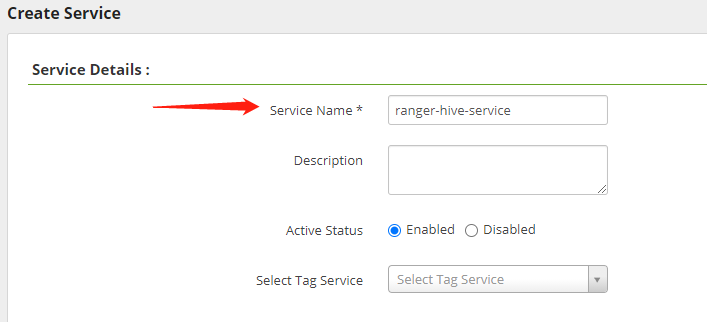 Create Service
Service Details :
Service Name * ranger-hive-service
Description
Active Status Enabled Disabled
Select Tag Service Select Tag Service